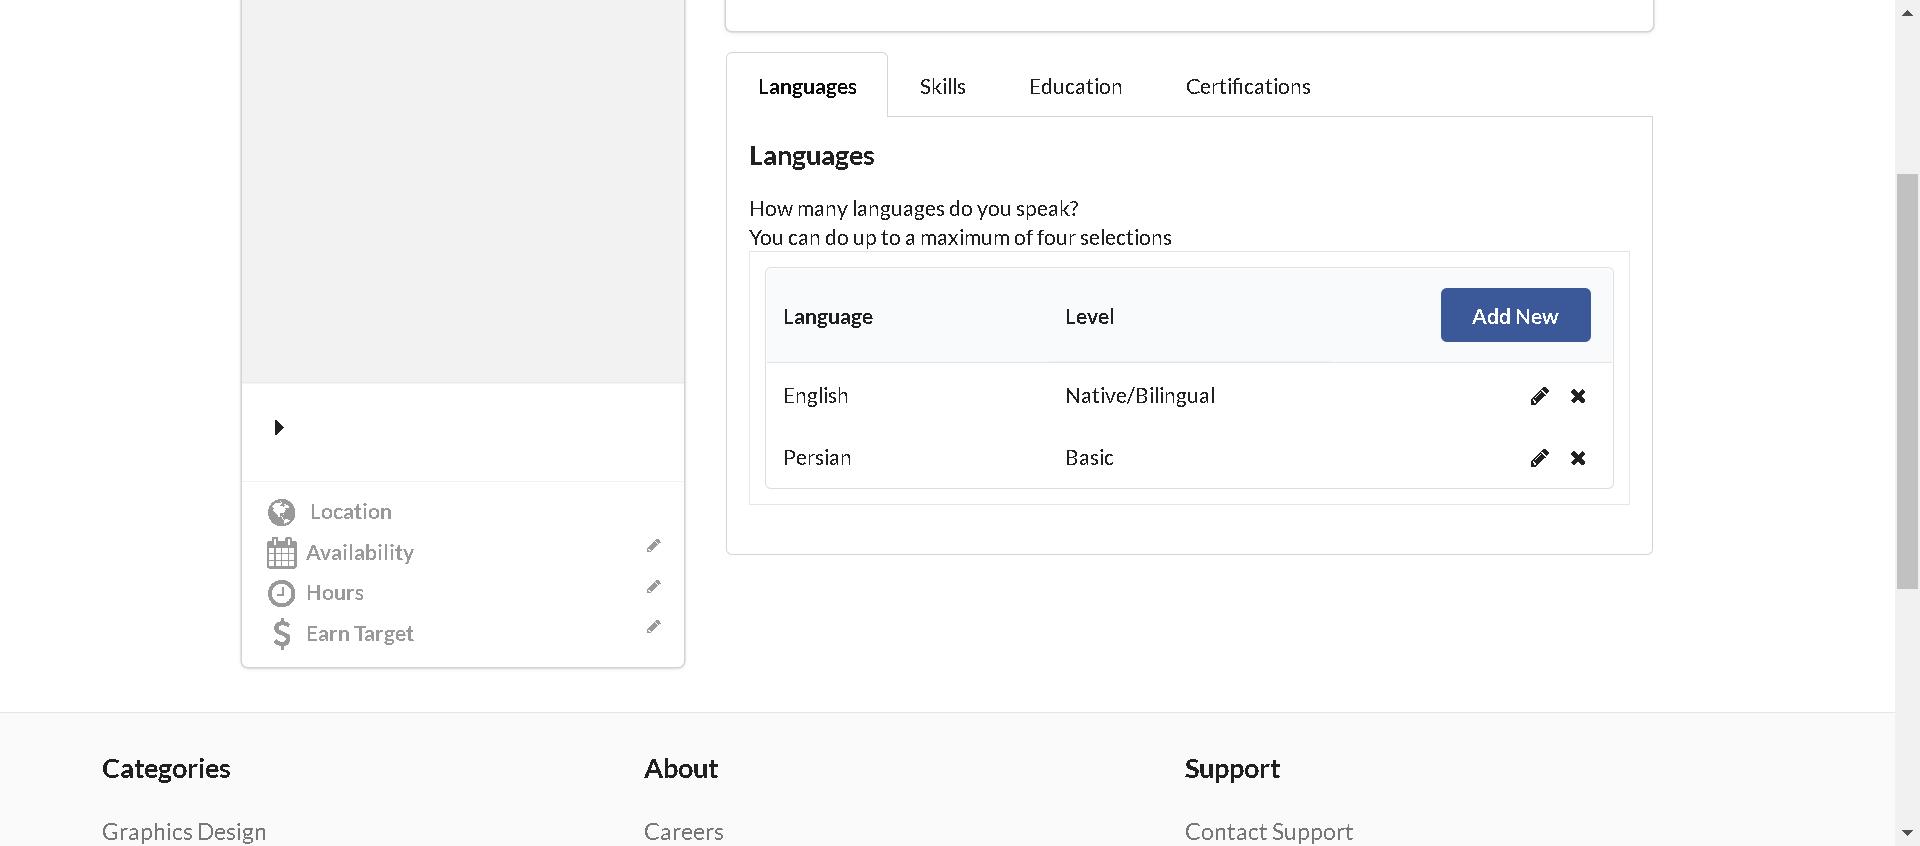 Languages Skills Education Certifications
Languages
How many languages do you speak?
You can do up to a maximum of four selections
Language Level Add New
English Native/Bilingual
Persian Basic
Location
Availability
Hours
Earn Target
Categories About Support
Graphics Design Careers Contact Support